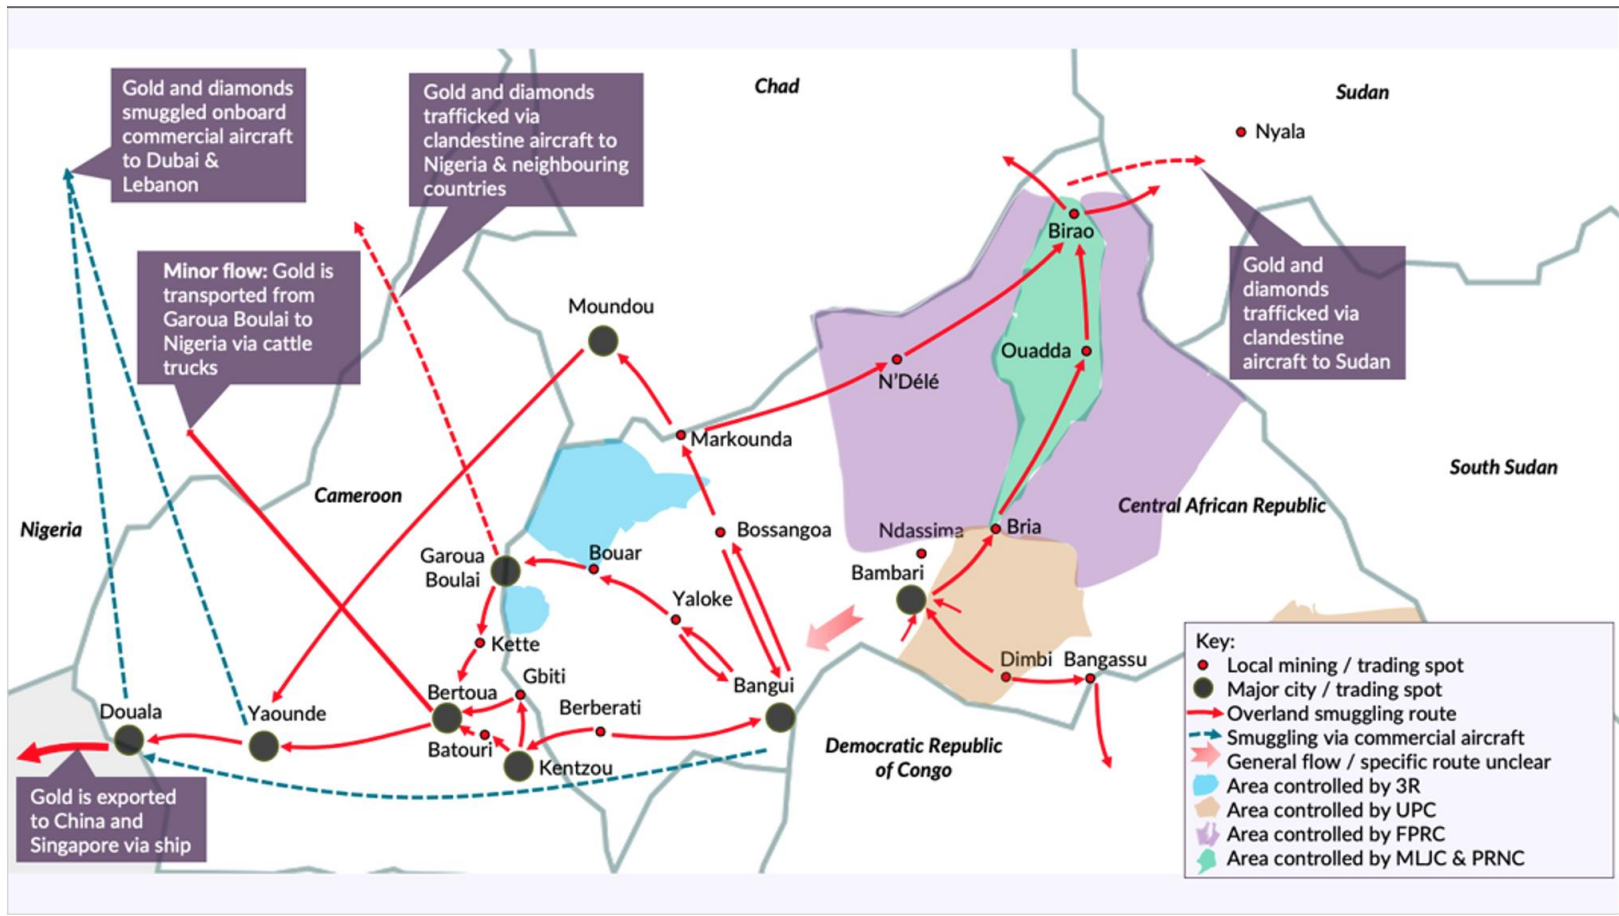 Gold and diamonds
smuggled onboard
commercial aircraft
to Dubai &
Lebanon
Gold and diamonds
trafficked via
clandestine aircraft to
Nigeria & neighbouring
countries
Chad
Sudan
Nyala
Birao
Minor flow: Gold is
transported from
Garoua Boulai to
Nigeria via cattle
trucks
Gold and
diamonds
trafficked via
clandestine
aircraft to Sudan
Moundou
Ouadda
N'Délé
Markounda
South Sudan
Cameroon
Central African Republic
Nigeria
Bossangoa
Ndassima
Bria
Garoua
Boulai
Bouar
Bambari
Yaloke
Kette
Gbiti
Dimbi
Bangassu
Bertoua
Bangui
Berberati
Douala
Yaounde
Batouri
Kentzou
Democratic Republic
of Congo
Gold is exported
to China and
Singapore via ship
Key:
Local mining / trading spot
Major city / trading spot
Overland smuggling route
Smuggling via commercial aircraft
General flow / specific route unclear
Area controlled by 3R
Area controlled by UPC
Area controlled by FPRC
Area controlled by MLJC & PRNC